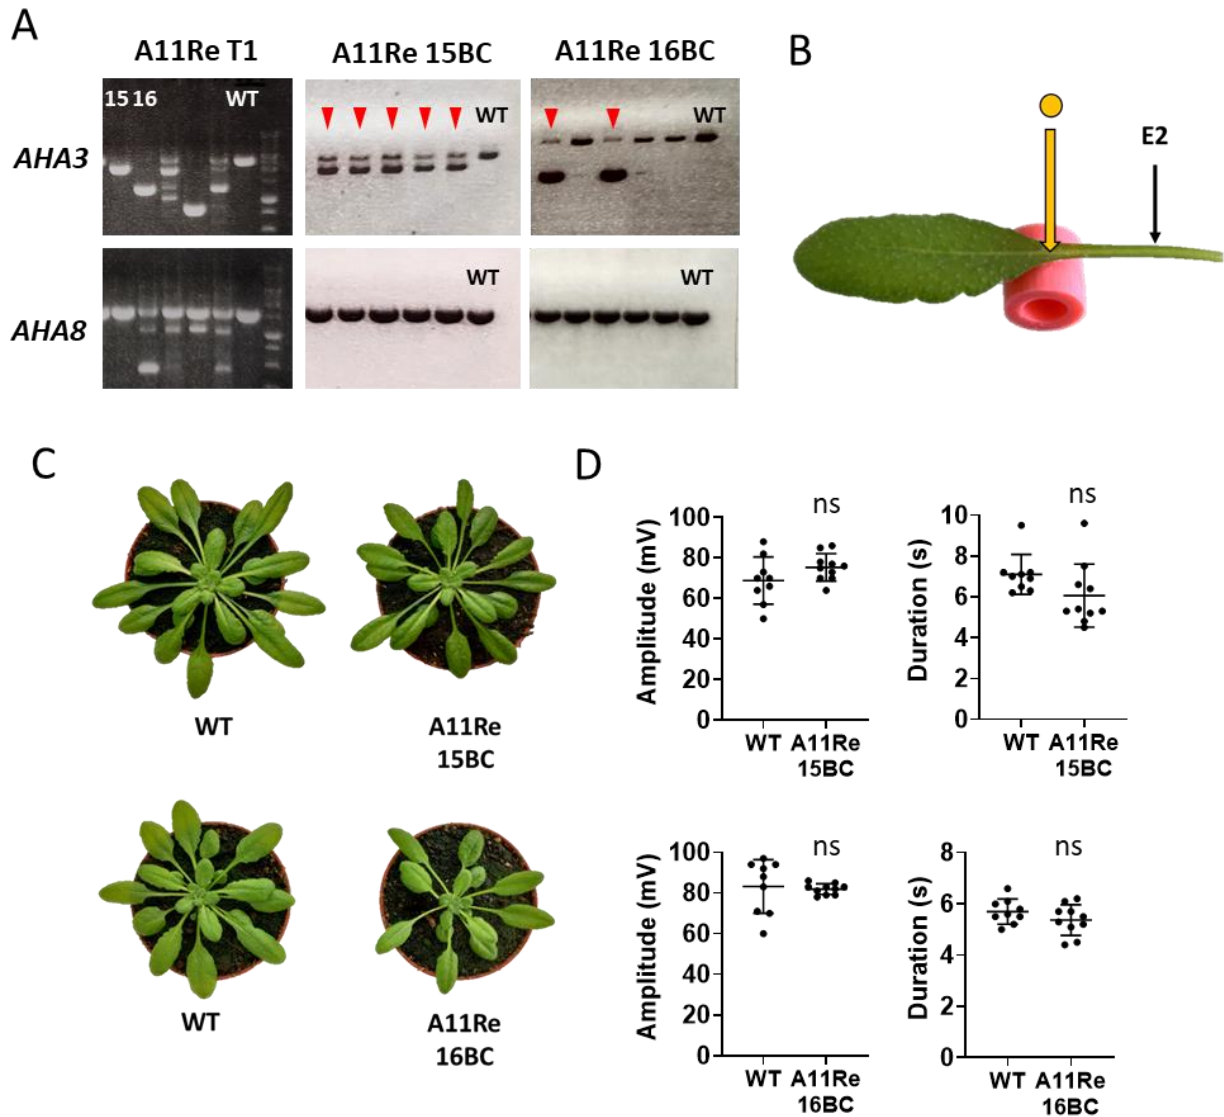 A
A11Re T1
A11Re 15BC
A11Re 16BC
15 16
WT
WT
WT
AHA3
AHA8
WT
WT
B
E2
C
WT
A11Re
15BC
WT
A11Re
16BC
D
ns
100
80
60
40
20
0
Amplitude (mV)
WT
A11Re
15BC
ns
10
8
6
4
2
0
Duration (s)
WT
A11Re
15BC
ns
100
80
60
40
20
0
Amplitude (mV)
WT
A11Re
16BC
ns
8
6
4
2
0
Duration (s)
WT
A11Re
16BC